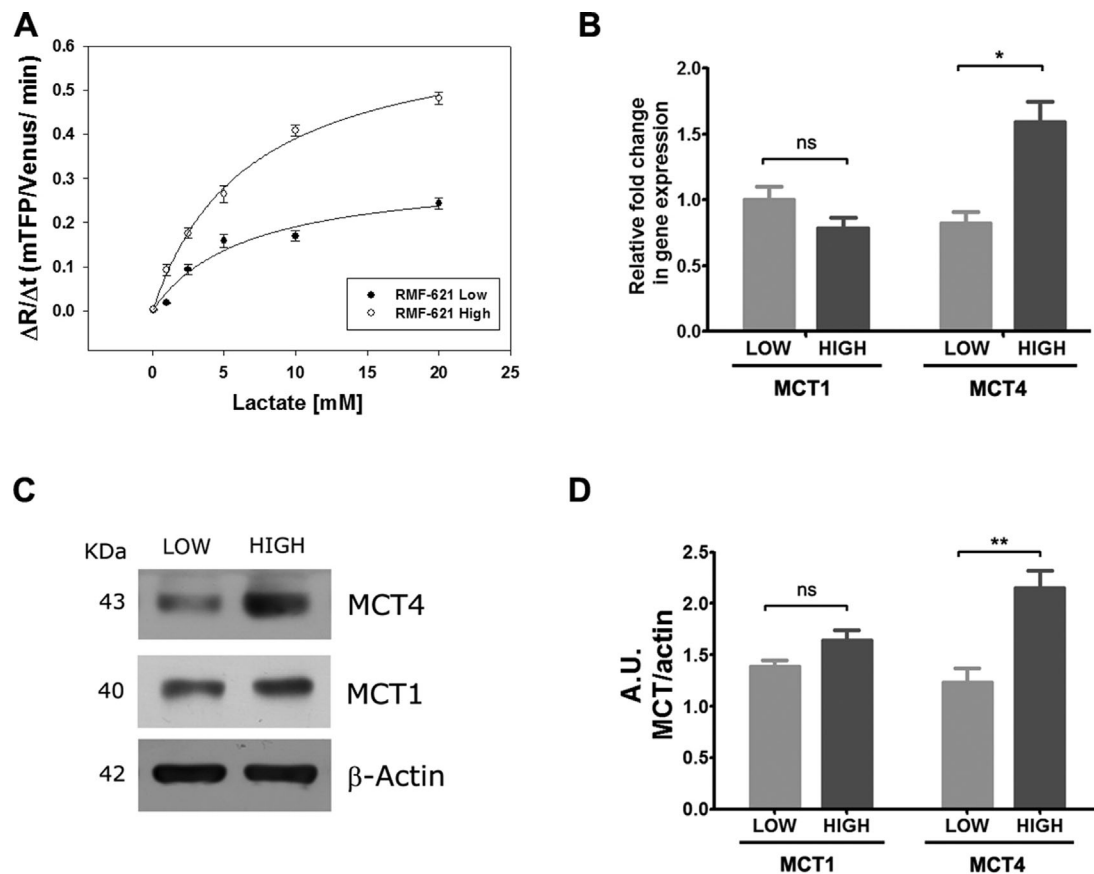 A
ΔR/Δt (mTFP/Venus/ min)
0.6
0.5
0.4
0.3
0.2
0.1
0.0
RMF-621 Low
RMF-621 High
0 5 10 15 20 25
Lactate [mM]
B
Relative fold change
in gene expression
2.0
1.5
1.0
0.5
0.0
ns
*
LOW HIGH LOW HIGH
MCT1 MCT4
C
KDa LOW HIGH
43 MCT4
40 MCT1
42 β-Actin
D
A.U.
MCT/actin
2.5
2.0
1.5
1.0
0.5
0.0
ns
**
LOW HIGH LOW HIGH
MCT1 MCT4